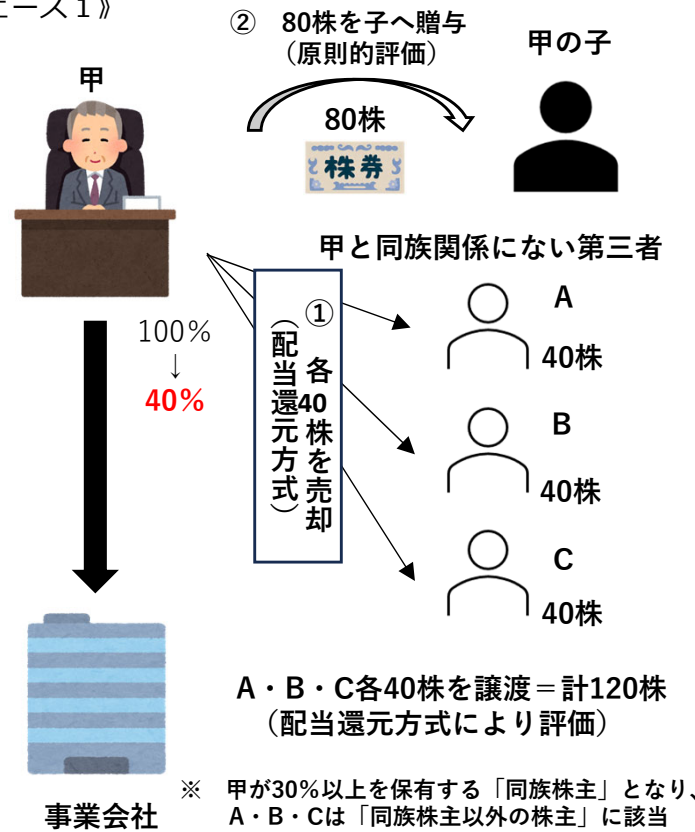 ース１》
② 80株を子へ贈与
（原則的評価）
甲の子
甲
80株
株券
甲と同族関係にない第三者
① 各40株を売却
（配当還元方式）
A
40株
100%
↓
40%
B
40株
C
40株
A・B・C各40株を譲渡＝計120株
（配当還元方式により評価）
※ 甲が30%以上を保有する「同族株主」となり、
A・B・Cは「同族株主以外の株主」に該当
事業会社